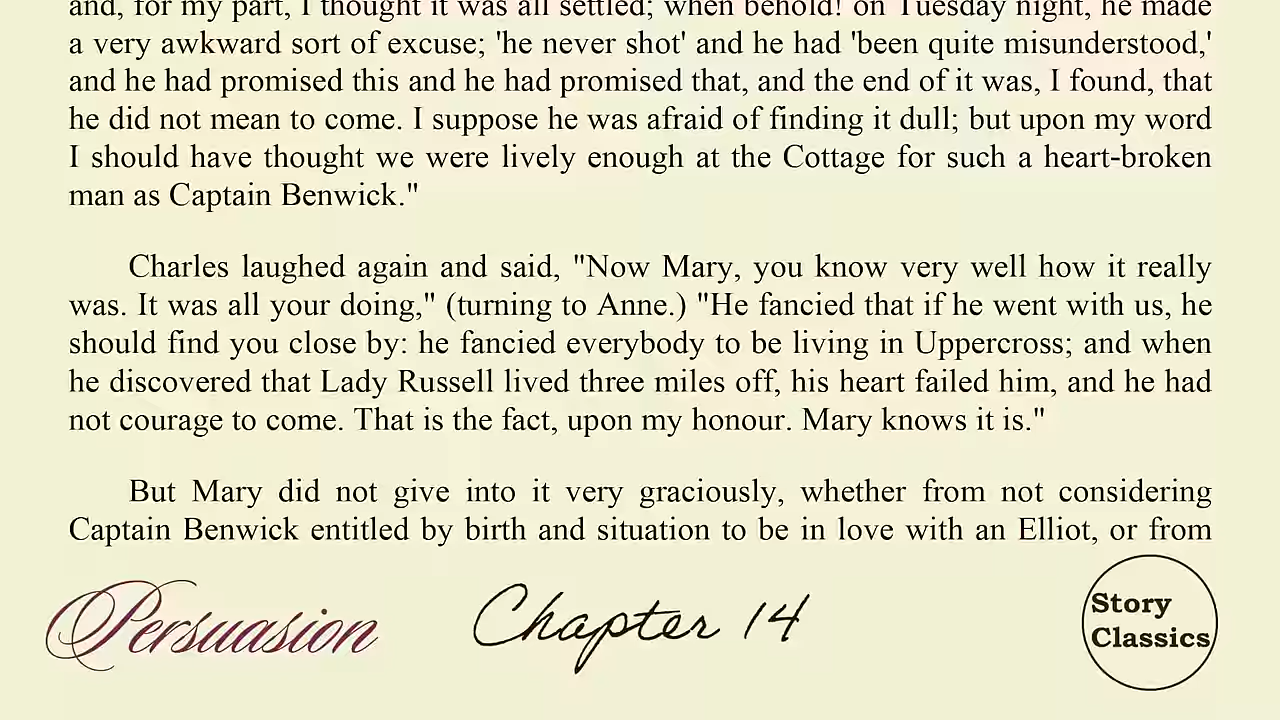 and, for my part, I thought it was all settled; when behold! on Tuesday night, he made
a very awkward sort of excuse; 'he never shot' and he had 'been quite misunderstood,'
and he had promised this and he had promised that, and the end of it was, I found, that
he did not mean to come. I suppose he was afraid of finding it dull; but upon my word
I should have thought we were lively enough at the Cottage for such a heart-broken
man as Captain Benwick."
Charles laughed again and said, "Now Mary, you know very well how it really
was. It was all your doing," (turning to Anne.) "He fancied that if he went with us, he
should find you close by: he fancied everybody to be living in Uppercross; and when
he discovered that Lady Russell lived three miles off, his heart failed him, and he had
not courage to come. That is the fact, upon my honour. Mary knows it is."
But Mary did not give into it very graciously, whether from not considering
Captain Benwick entitled by birth and situation to be in love with an Elliot, or from
Persuasion
Chapter 14
Story
Classics